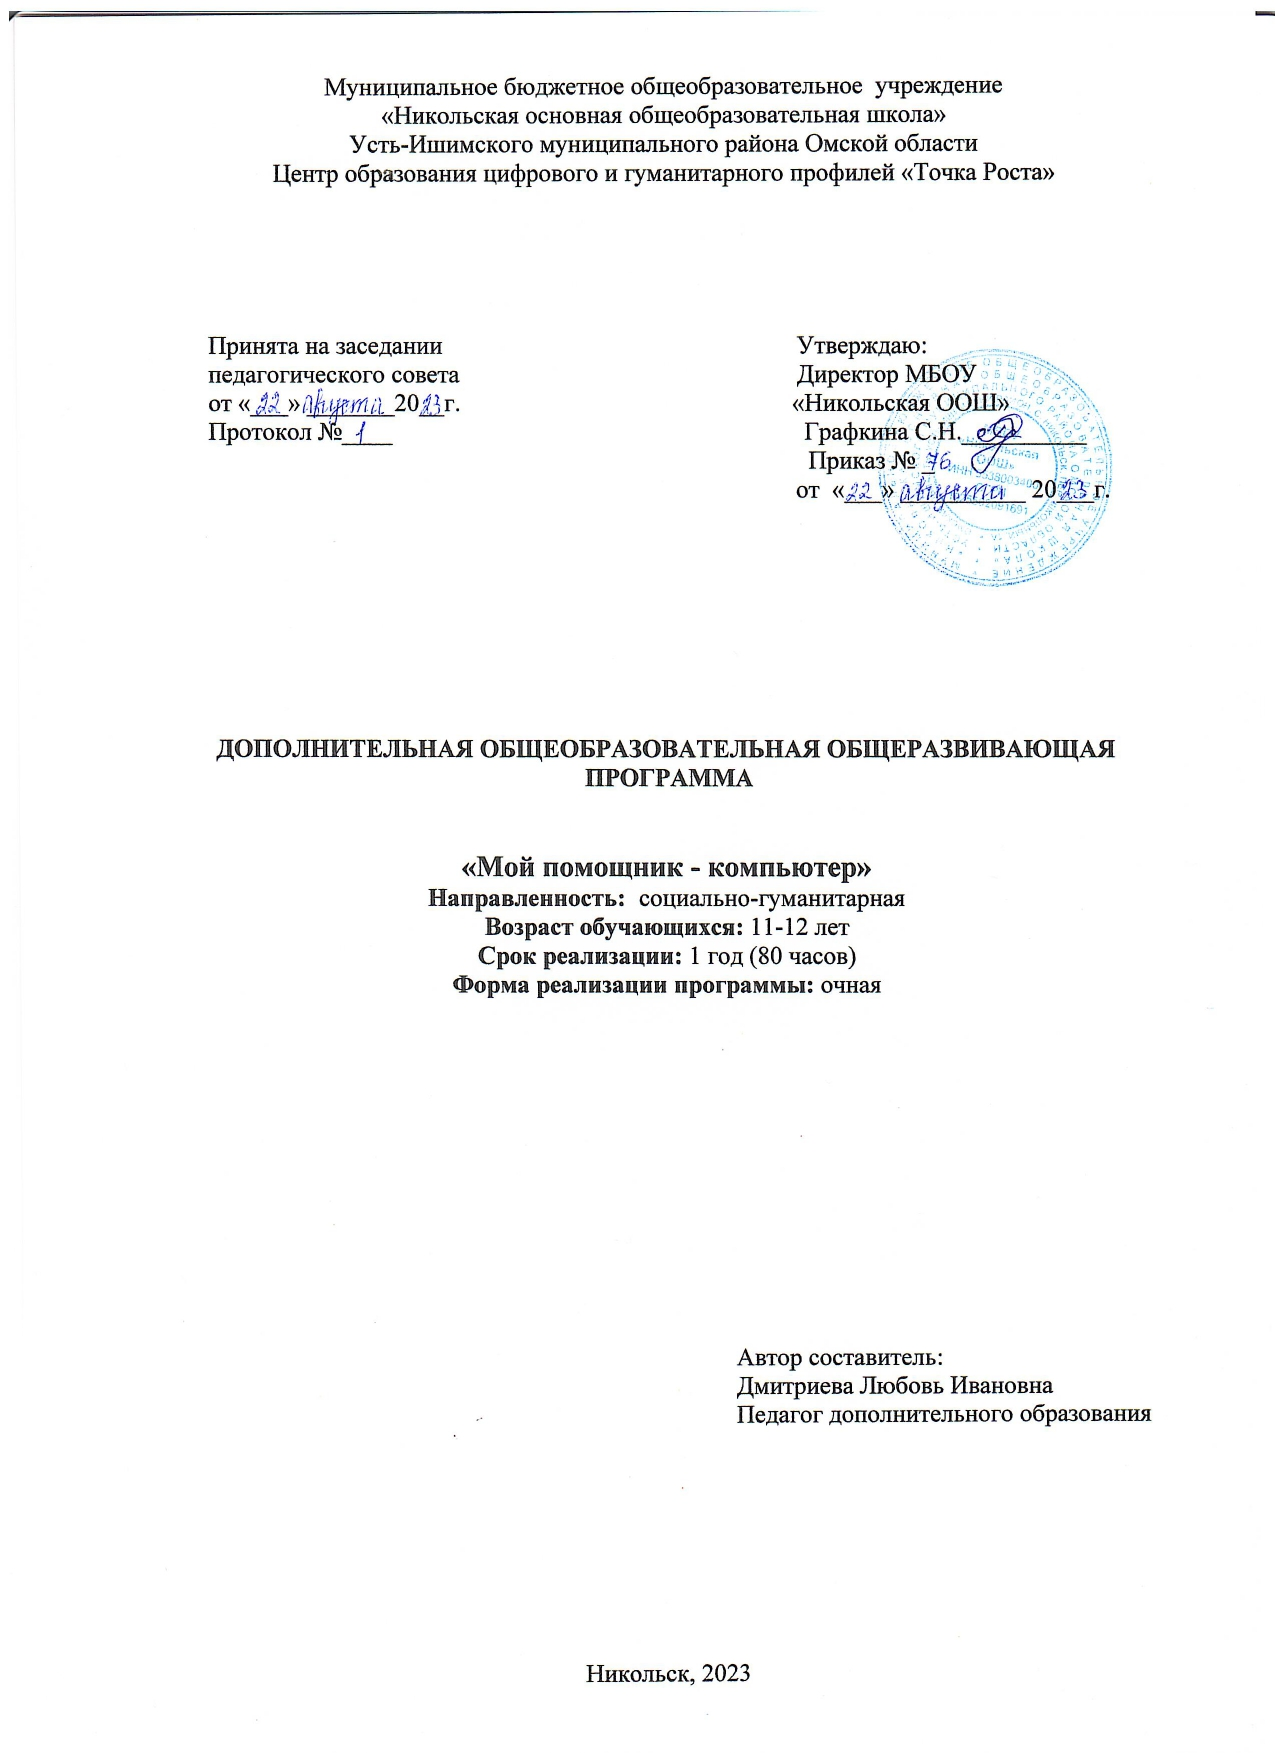 Муниципальное бюджетное общеобразовательное учреждение
«Никольская основная общеобразовательная школа»
Усть-Ишимского муниципального района Омской области
Центр образования цифрового и гуманитарного профилей «Точка Роста»
Принята на заседании
педагогического совета
от «22» августа 2023г.
Протокол № 1
Утверждаю:
Директор МБОУ
«Никольская ООШ»
Графкина С.Н.
Приказ № 76
от «22» августа 2023 г.
ДОПОЛНИТЕЛЬНАЯ ОБЩЕОБРАЗОВАТЕЛЬНАЯ ОБЩЕРАЗВИВАЮЩАЯ
ПРОГРАММА
«Мой помощник - компьютер»
Направленность: социально-гуманитарная
Возраст обучающихся: 11-12 лет
Срок реализации: 1 год (80 часов)
Форма реализации программы: очная
Автор составитель:
Дмитриева Любовь Ивановна
Педагог дополнительного образования
Никольск, 2023